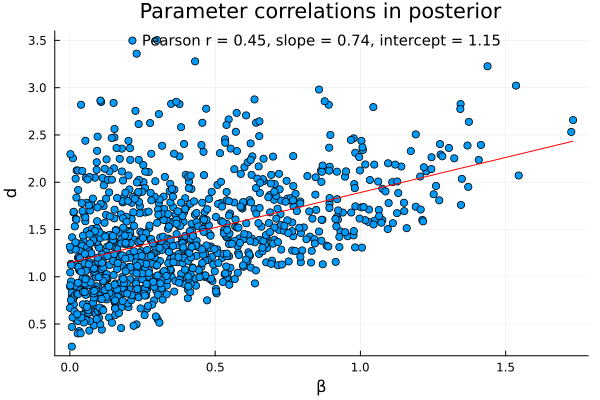 Parameter correlations in posterior
Pearson r = 0.45, slope = 0.74, intercept = 1.15
3.5
3.0
2.5
2.0
1.5
1.0
0.5
d
0.0 0.5 1.0 1.5
β